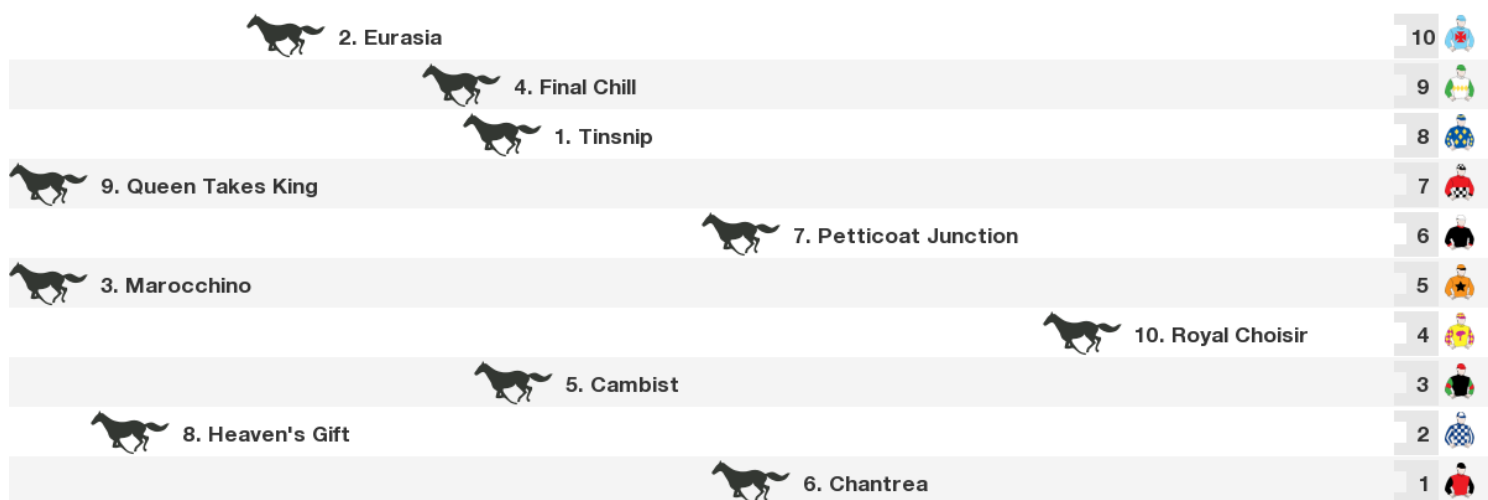 2. Eurasia 10
4. Final Chill 9
1. Tinsnip 8
9. Queen Takes King 7
7. Petticoat Junction 6
3. Marocchino 5
10. Royal Choisir 4
5. Cambist 3
8. Heaven's Gift 2
6. Chantrea 1